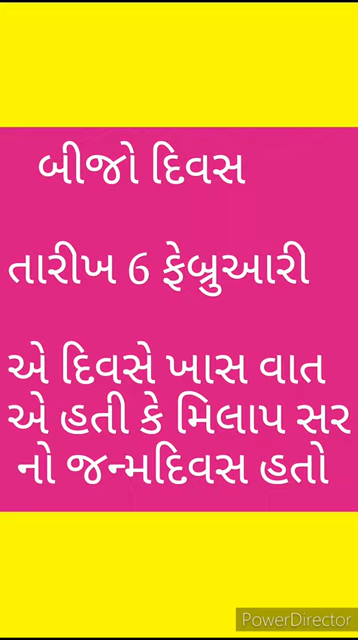 બીજો દિવસ
તારીખ 6 ફેબ્રુઆરી
એ દિવસે ખાસ વાત
એ હતી કે મિલાપ સર
નો જન્મદિવસ હતો
PowerDirector